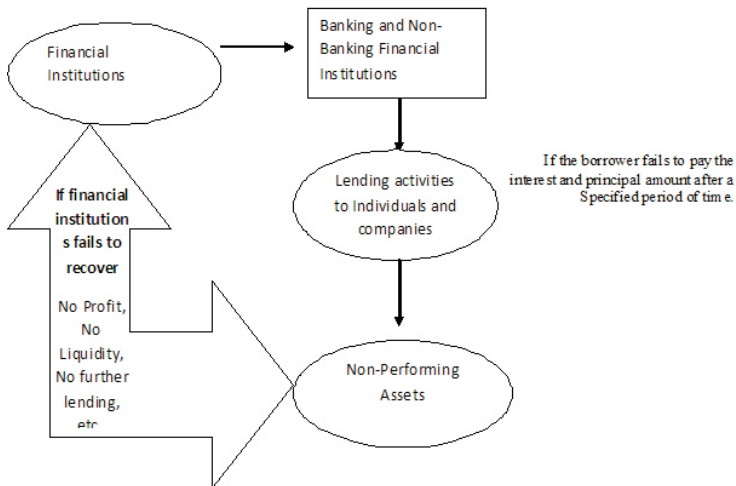 Financial
Institutions
Banking and Non-
Banking Financial
Institutions
Lending activities
to Individuals and
companies
If the borrower fails to pay the
interest and principal amount after a
Specified period of time.
Non-Performing
Assets
If financial
institution
s fails to
recover
No Profit,
No
Liquidity,
No further
lending,
etc